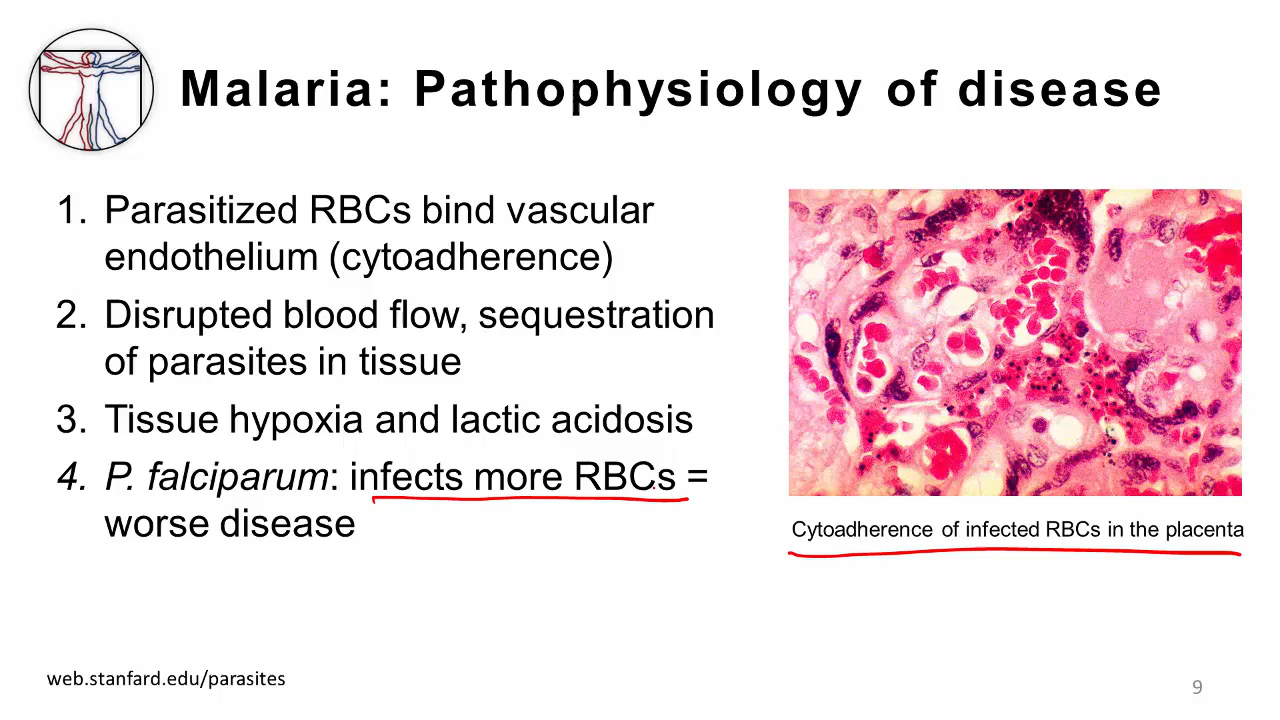 Malaria: Pathophysiology of disease
1. Parasitized RBCs bind vascular
endothelium (cytoadherence)
2. Disrupted blood flow, sequestration
of parasites in tissue
3. Tissue hypoxia and lactic acidosis
4. P. falciparum: infects more RBCs =
worse disease
Cytoadherence of infected RBCs in the placenta
web.stanfard.edu/parasites
9